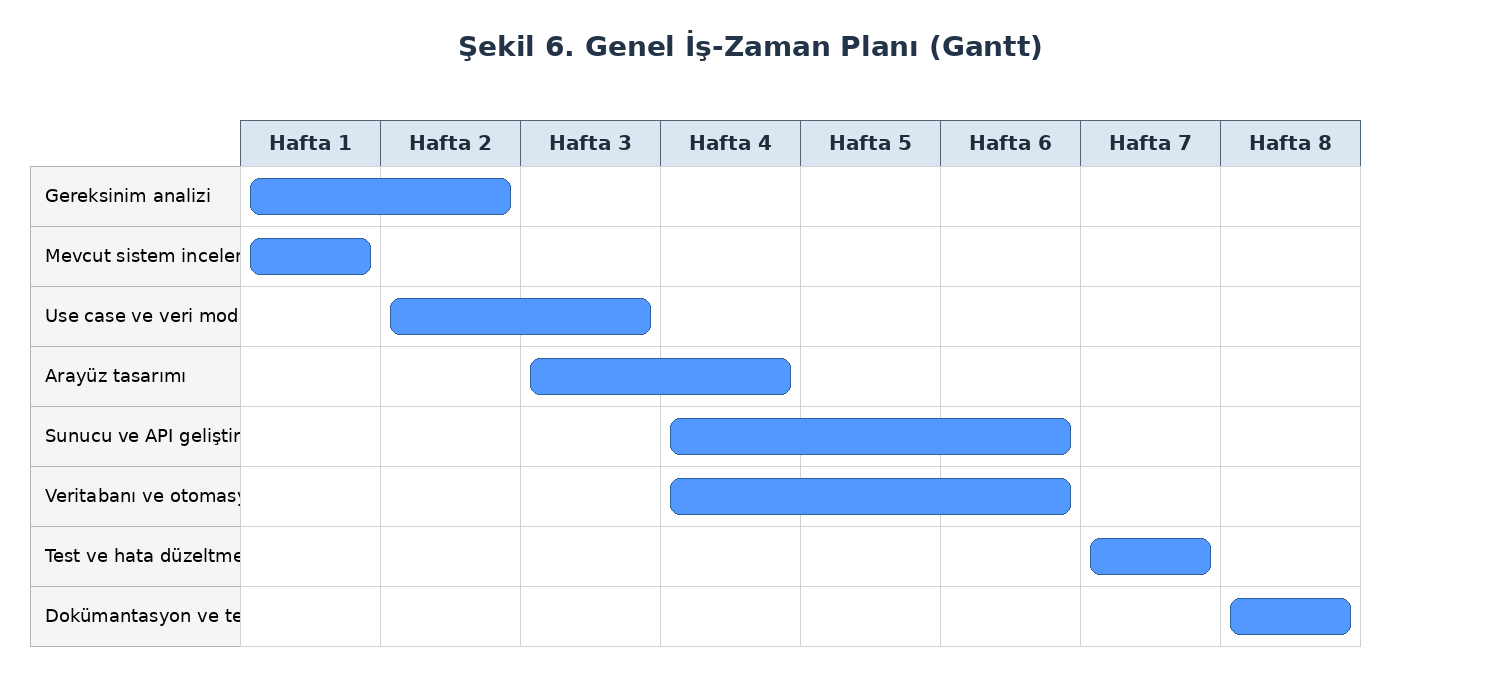 Şekil 6. Genel İş-Zaman Planı (Gantt)
Hafta 1 Hafta 2 Hafta 3 Hafta 4 Hafta 5 Hafta 6 Hafta 7 Hafta 8
Gereksinim analizi
Mevcut sistem inceler
Use case ve veri mod
Arayüz tasarımı
Sunucu ve API geliştir
Veritabanı ve otomasy
Test ve hata düzeltme
Dokümantasyon ve te